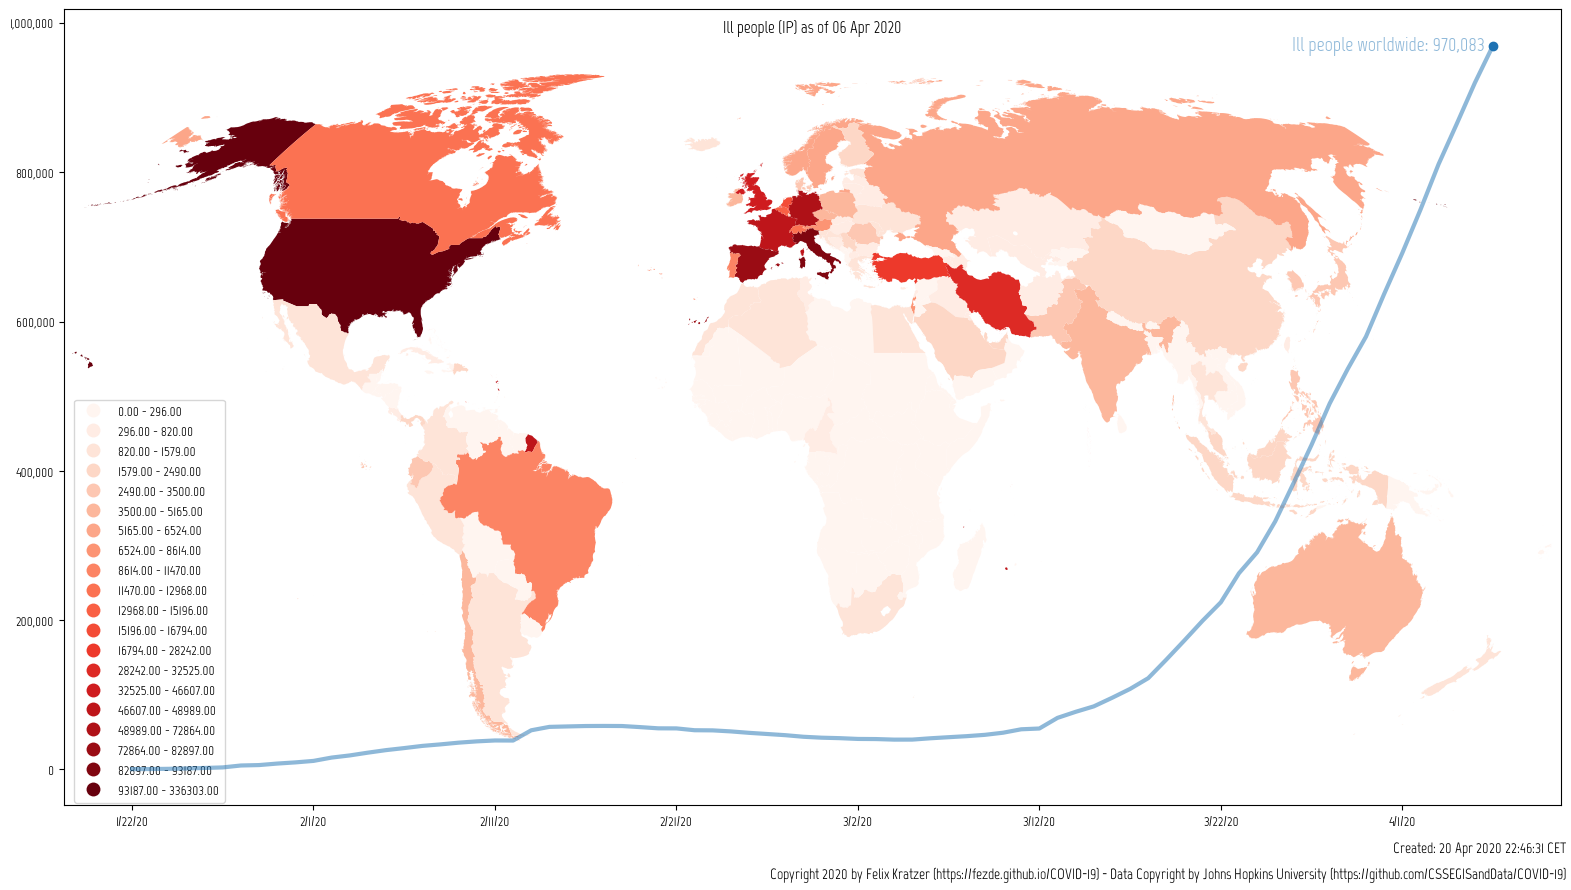 Ill people (IP) as of 06 Apr 2020
Ill people worldwide: 970,083
1,000,000
800,000
600,000
400,000
200,000
0
0.00 - 296.00
296.00 - 820.00
820.00 - 1579.00
1579.00 - 2490.00
2490.00 - 3500.00
3500.00 - 5165.00
5165.00 - 6524.00
6524.00 - 8614.00
8614.00 - 11470.00
11470.00 - 12968.00
12968.00 - 15196.00
15196.00 - 16794.00
16794.00 - 28242.00
28242.00 - 32525.00
32525.00 - 46607.00
46607.00 - 48989.00
48989.00 - 72864.00
72864.00 - 82897.00
82897.00 - 93187.00
93187.00 - 336303.00
1/22/20
2/1/20
2/11/20
2/21/20
3/2/20
3/12/20
3/22/20
4/1/20
Created: 20 Apr 2020 22:46:31 CET
Copyright 2020 by Felix Kratzer (https://fezde.github.io/COVID-19) - Data Copyright by Johns Hopkins University (https://github.com/CSSEGISandData/COVID-19)